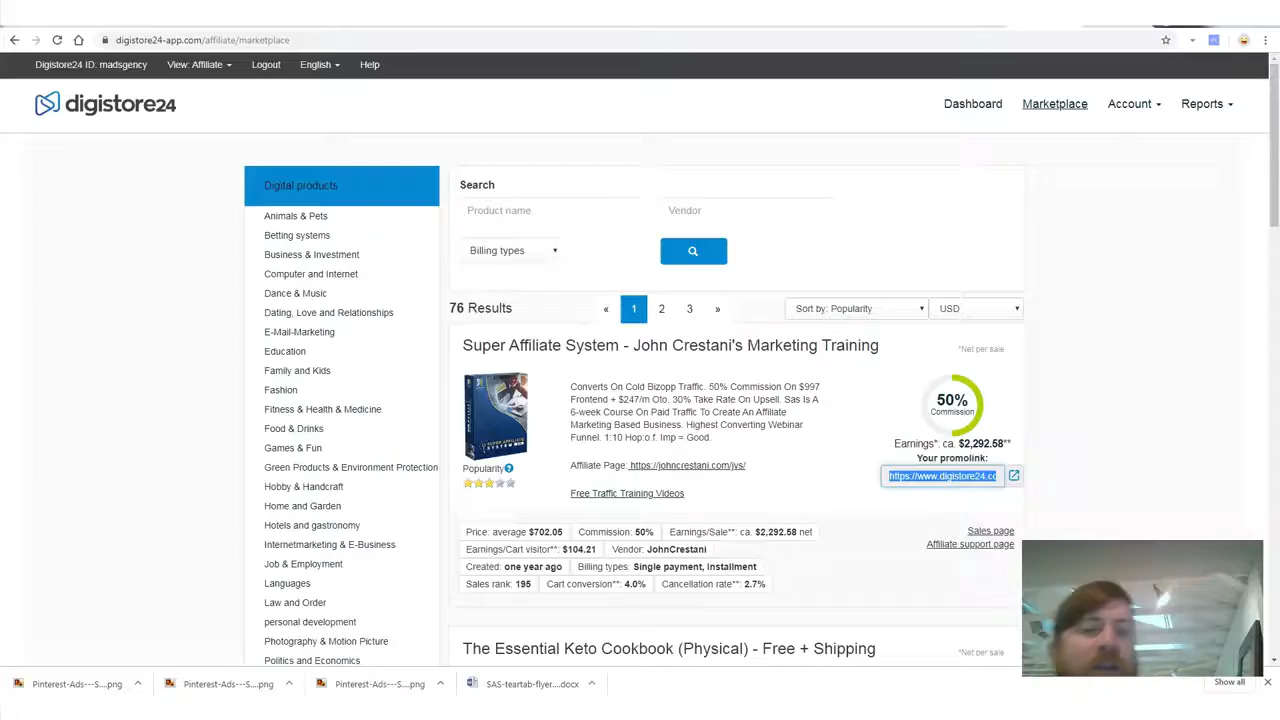 digistore24-app.com/affiliate/marketplace
Digistore24 ID: madsgency View: Affiliate Logout English Help
digistore24 Dashboard Marketplace Account Reports
Digital products
Animals & Pets
Betting systems
Business & Investment
Computer and Internet
Dance & Music
Dating, Love and Relationships
E-Mail-Marketing
Education
Family and Kids
Fashion
Fitness & Health & Medicine
Food & Drinks
Games & Fun
Green Products & Environment Protection
Hobby & Handcraft
Home and Garden
Hotels and gastronomy
Internetmarketing & E-Business
Job & Employment
Languages
Law and Order
personal development
Photography & Motion Picture
Politics and Economics
Search
Product name Vendor
Billing types
76 Results « 1 2 3 » Sort by: Popularity USD
Super Affiliate System - John Crestani's Marketing Training *Net per sale
Converts On Cold Bizopp Traffic. 50% Commission On $997
Frontend + $247/m Oto. 30% Take Rate On Upsell. Sas Is A
6-week Course On Paid Traffic To Create An Affiliate
Marketing Based Business. Highest Converting Webinar
Funnel. 1:10 Hop:o.f. Imp = Good.
Affiliate Page: https://johncrestani.com/jvs/
Free Traffic Training Videos
Popularity
50%
Commission
Earnings*: ca. $2,292.58**
Your promolink:
https://www.digistore24.co
Price: average $702.05 Commission: 50% Earnings/Sale**: ca. $2,292.58 net
Earnings/Cart visitor**: $104.21 Vendor: JohnCrestani
Created: one year ago Billing types: Single payment, installment
Sales rank: 195 Cart conversion**: 4.0% Cancellation rate**: 2.7%
Sales page
Affiliate support page
The Essential Keto Cookbook (Physical) - Free + Shipping *Net per sale
Pinterest-Ads---S....png Pinterest-Ads---S....png Pinterest-Ads---S....png SAS-teartab-flyer....docx Show all